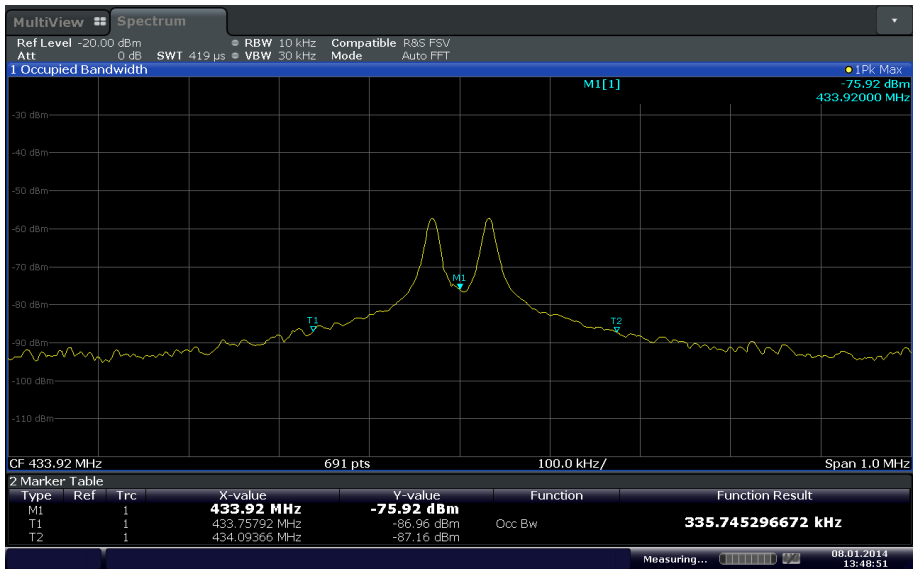 MultiView Spectrum
Ref Level -20.00 dBm RBW 10 kHz Compatible R&S FSV
Att 0 dB SWT 419 µs VBW 30 kHz Mode Auto FFT
1 Occupied Bandwidth 1Pk Max
M1[1] -75.92 dBm
433.92000 MHz
-30 dBm
-40 dBm
-50 dBm
-60 dBm
-70 dBm
M1
-80 dBm
T1 T2
-90 dBm
-100 dBm
-110 dBm
CF 433.92 MHz 691 pts 100.0 kHz/ Span 1.0 MHz
2 Marker Table
Type Ref Trc X-value Y-value Function Function Result
M1 1 433.92 MHz -75.92 dBm
T1 1 433.75792 MHz -86.96 dBm Occ Bw 335.745296672 kHz
T2 1 434.09366 MHz -87.16 dBm
Measuring... 08.01.2014
13:48:51